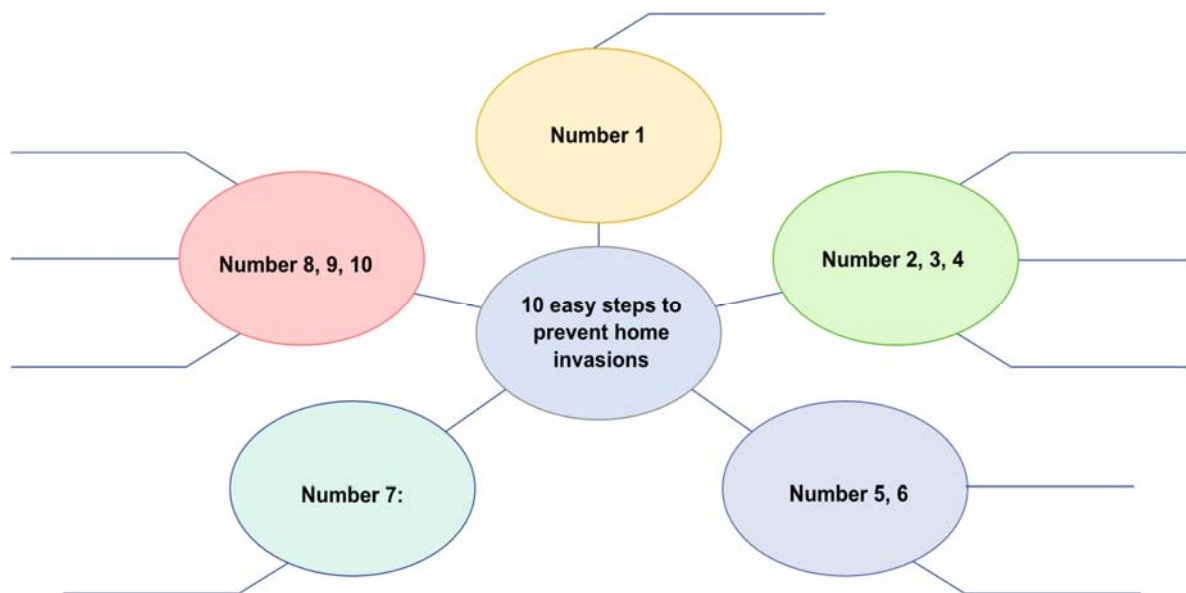 Number 1
Number 8, 9, 10
Number 2, 3, 4
10 easy steps to
prevent home
invasions
Number 7:
Number 5, 6